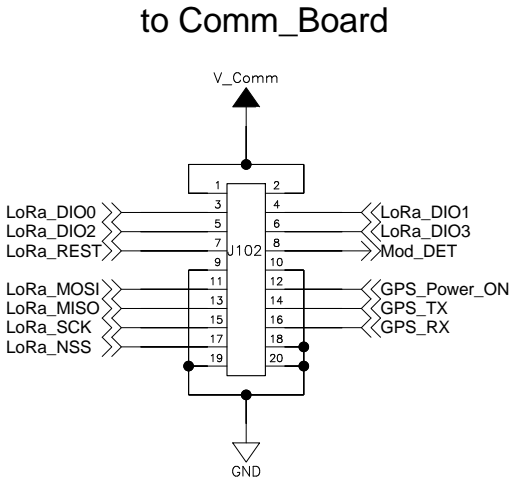 to Comm_Board
V_Comm
1 2
LoRa_DIO0 3 4 LoRa_DIO1
LoRa_DIO2 5 6 LoRa_DIO3
LoRa_REST 7 J102 8 Mod_DET
9 10
LoRa_MOSI 11 12 GPS_Power_ON
LoRa_MISO 13 14 GPS_TX
LoRa_SCK 15 16 GPS_RX
LoRa_NSS 17 18
19 20
GND